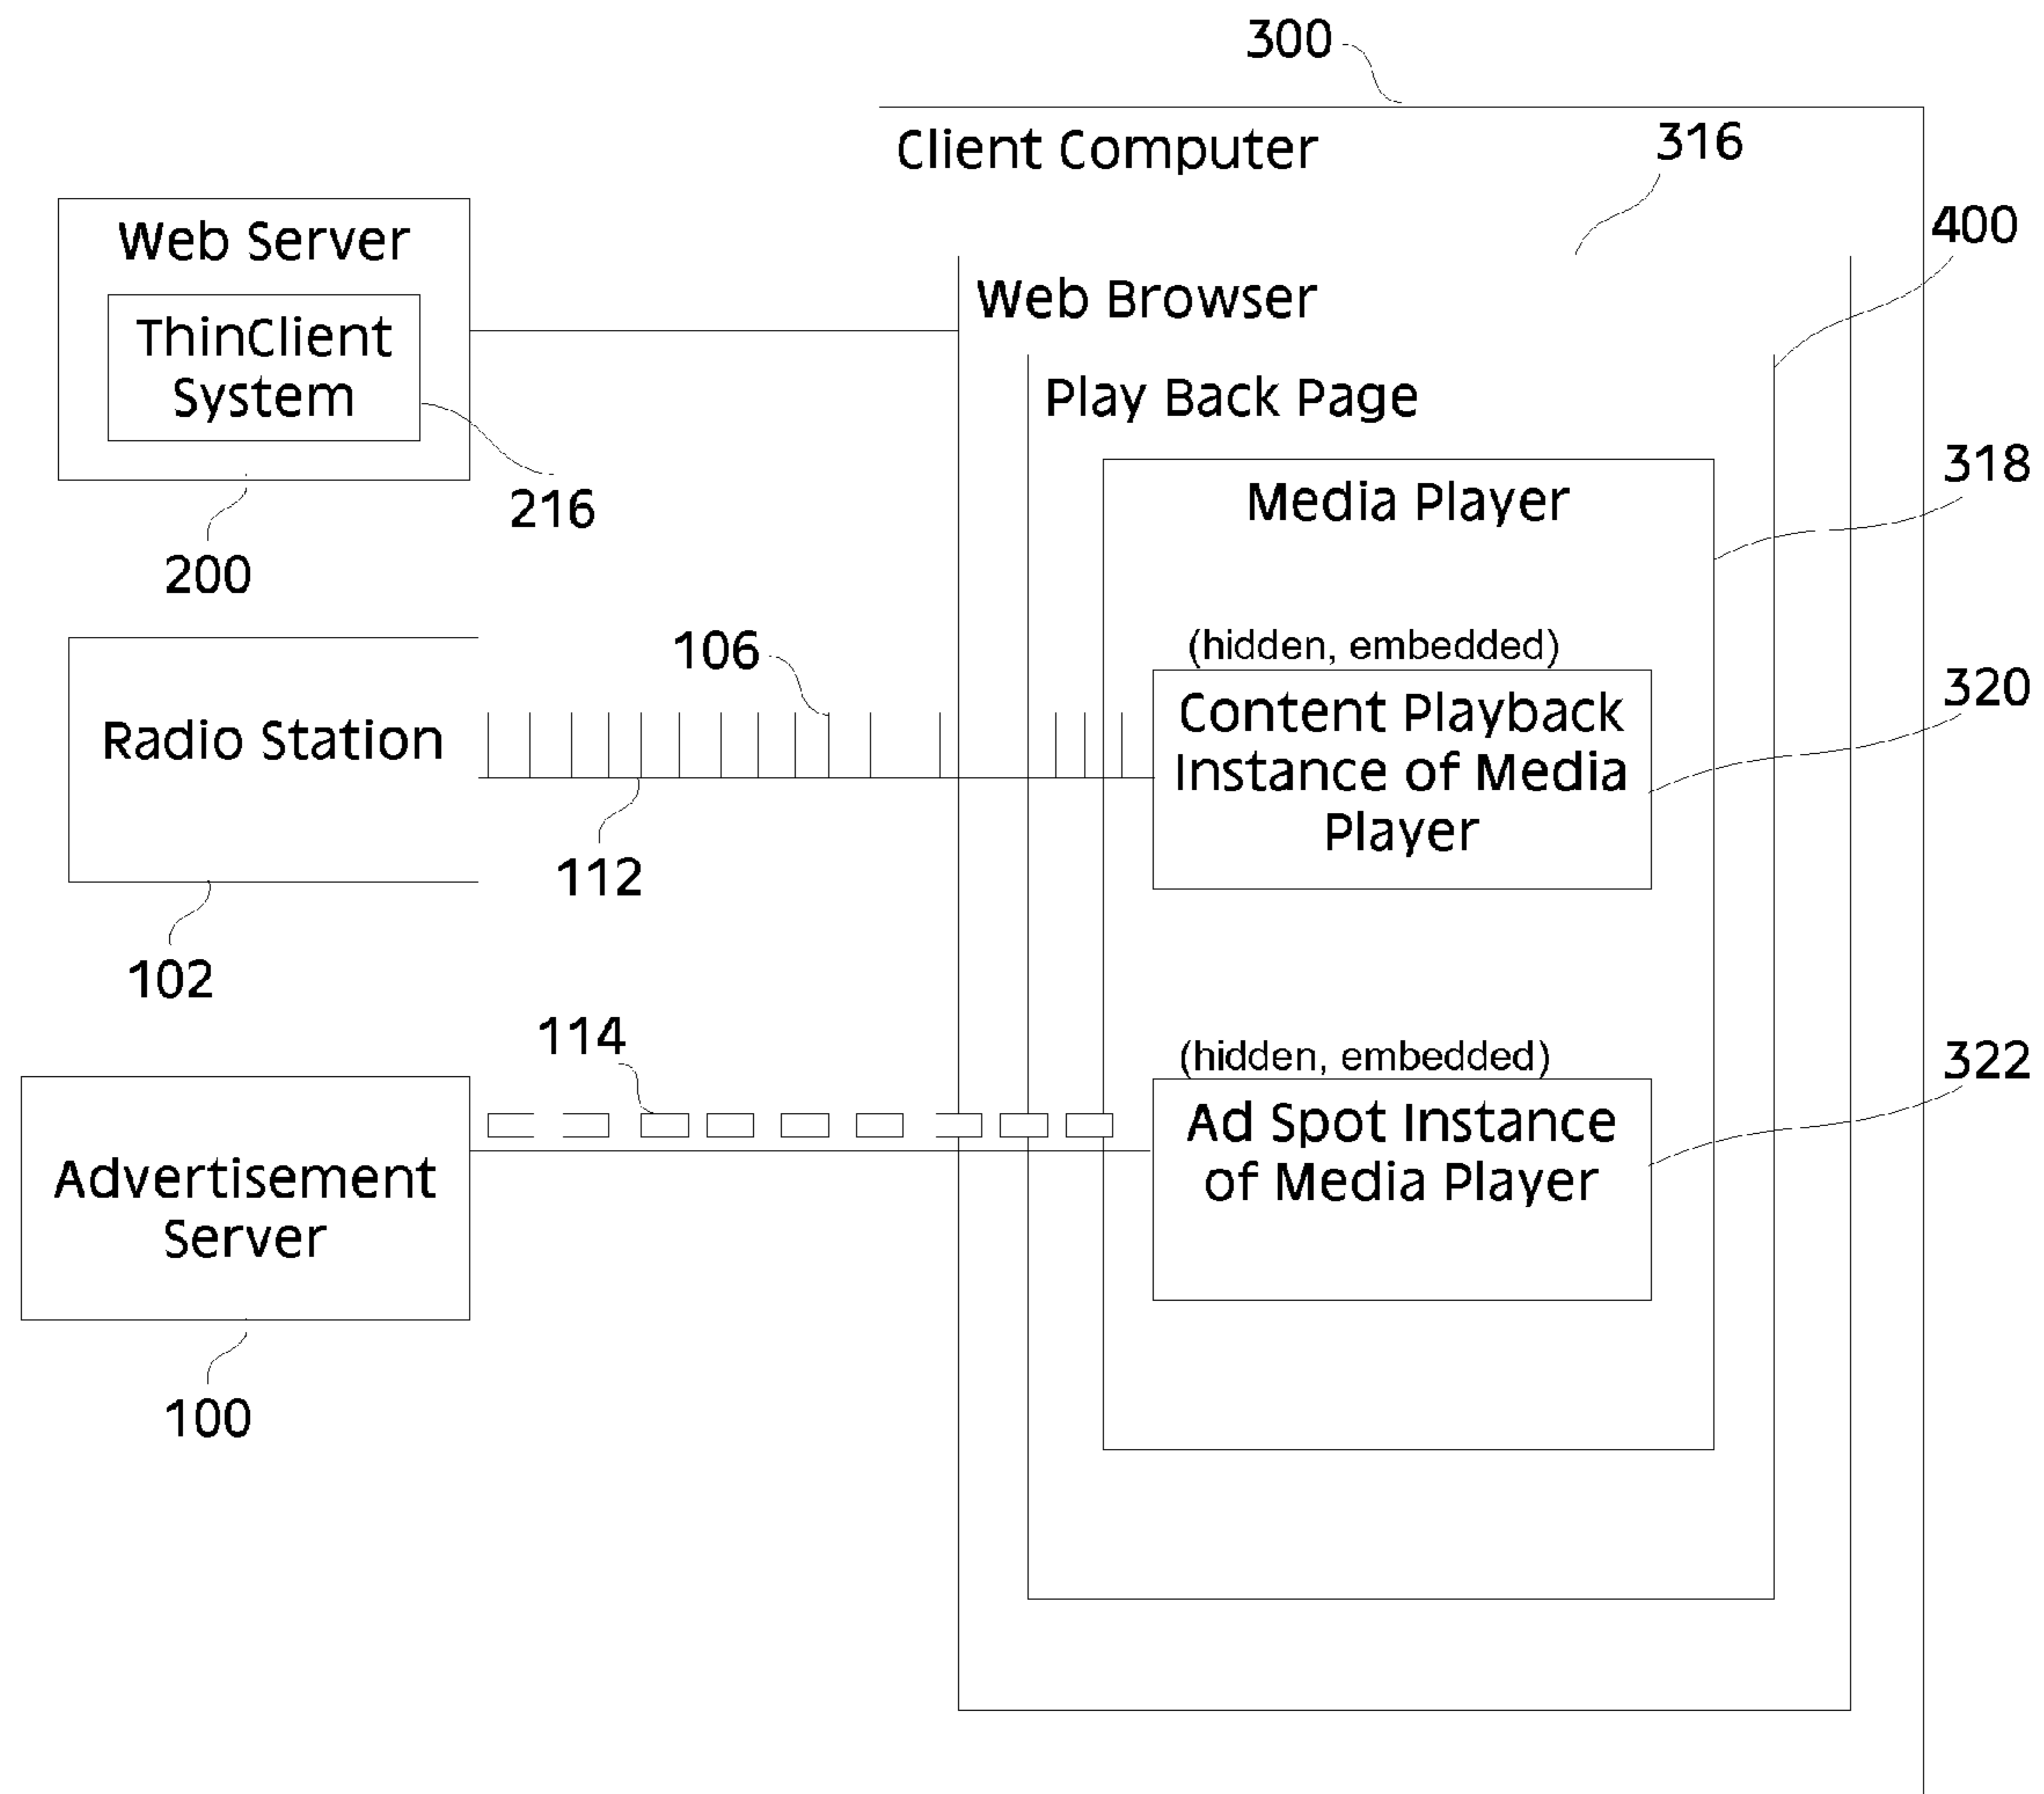 300
Client Computer
316
400
Web Server
ThinClient
System
216
200
Web Browser
Play Back Page
318
Media Player
106
(hidden, embedded)
320
Radio Station
Content Playback
Instance of Media
Player
112
102
114
(hidden, embedded)
322
Ad Spot Instance
of Media Player
Advertisement
Server
100